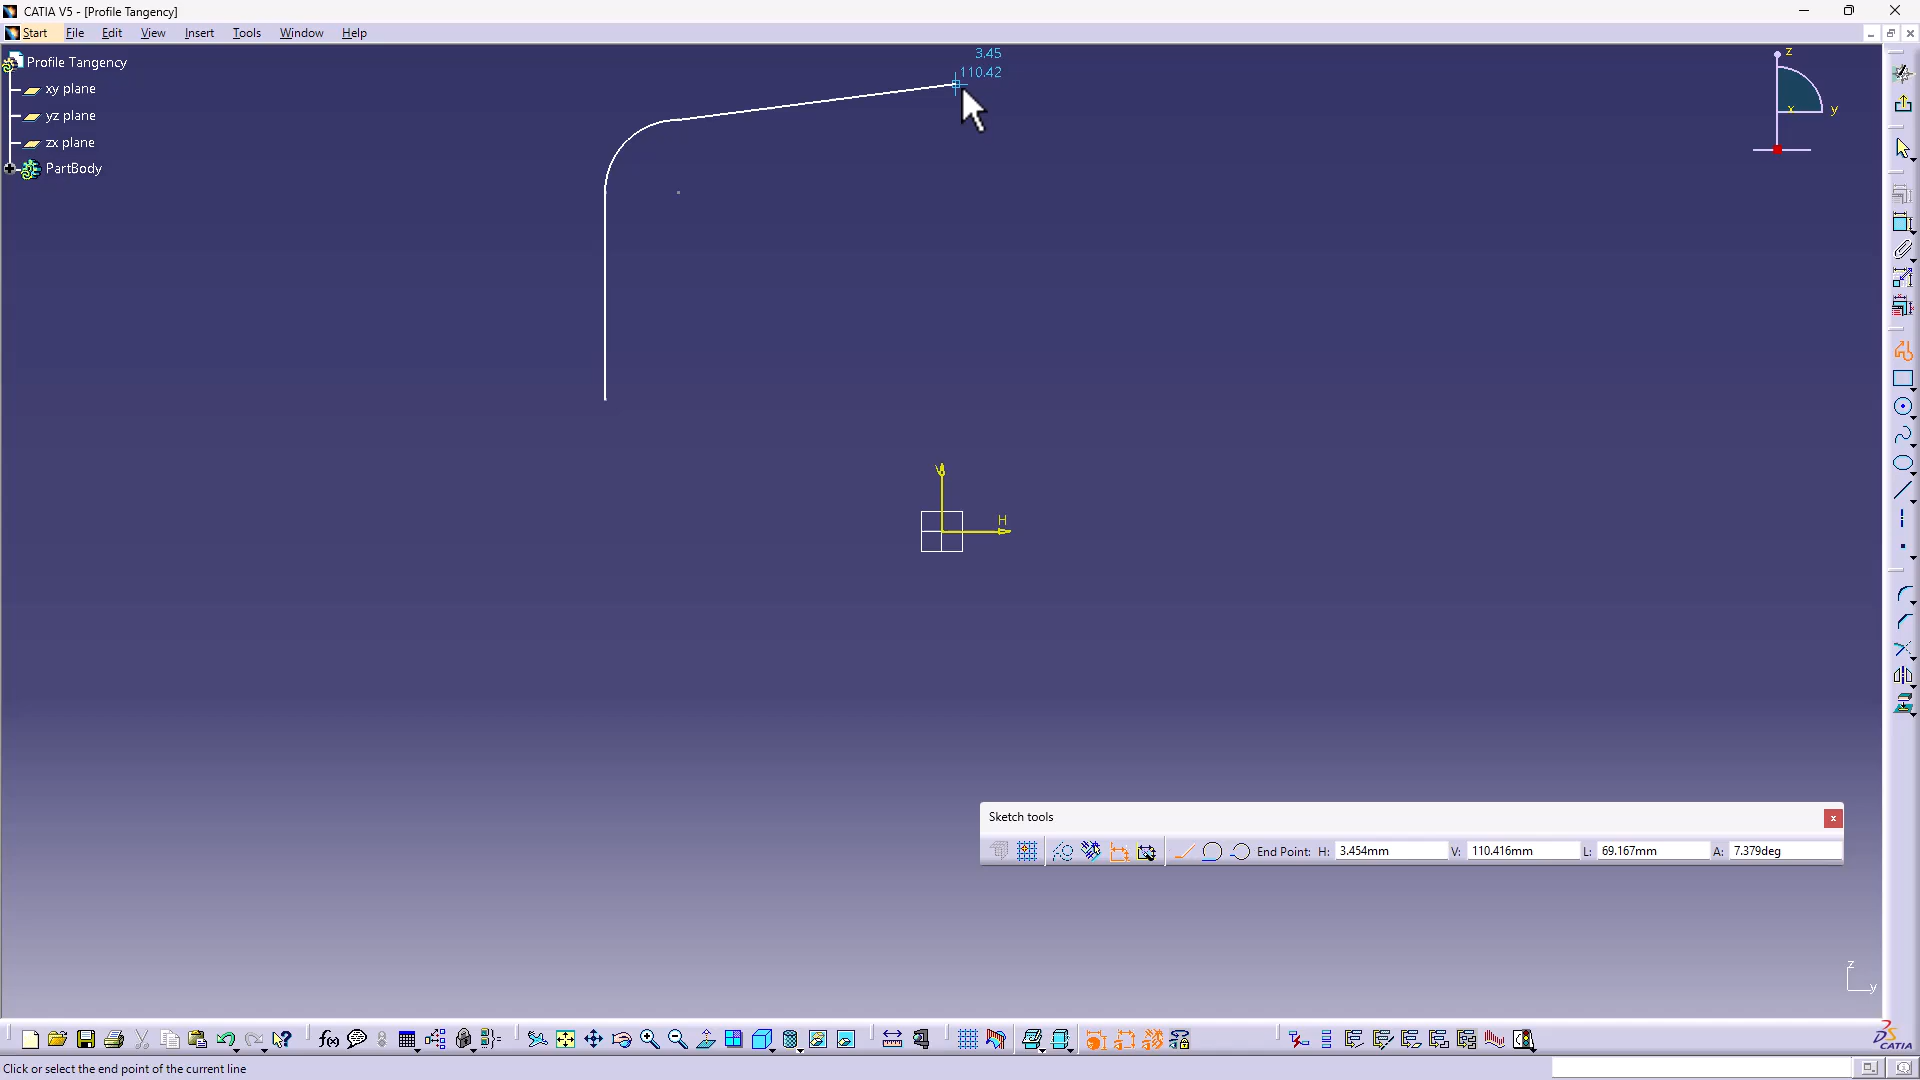 CATIA V5 - [Profile Tangency]
Start File Edit View Insert Tools Window Help
3.45
110.42
Profile Tangency
xy plane
yz plane
zx plane
PartBody
z
x
y
V
H
Sketch tools
x
End Point: H: 3.454mm V: 110.416mm L: 69.167mm A: 7.379deg
z
y
f(x)
CATIA
Click or select the end point of the current line